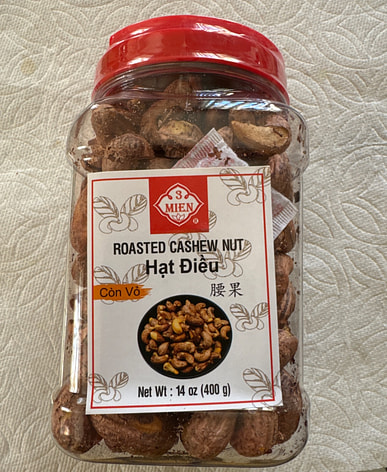 3
MIEN
®
ROASTED CASHEW NUT
Hạt Điều
Còn Vỏ
腰果
Net Wt : 14 oz (400 g)